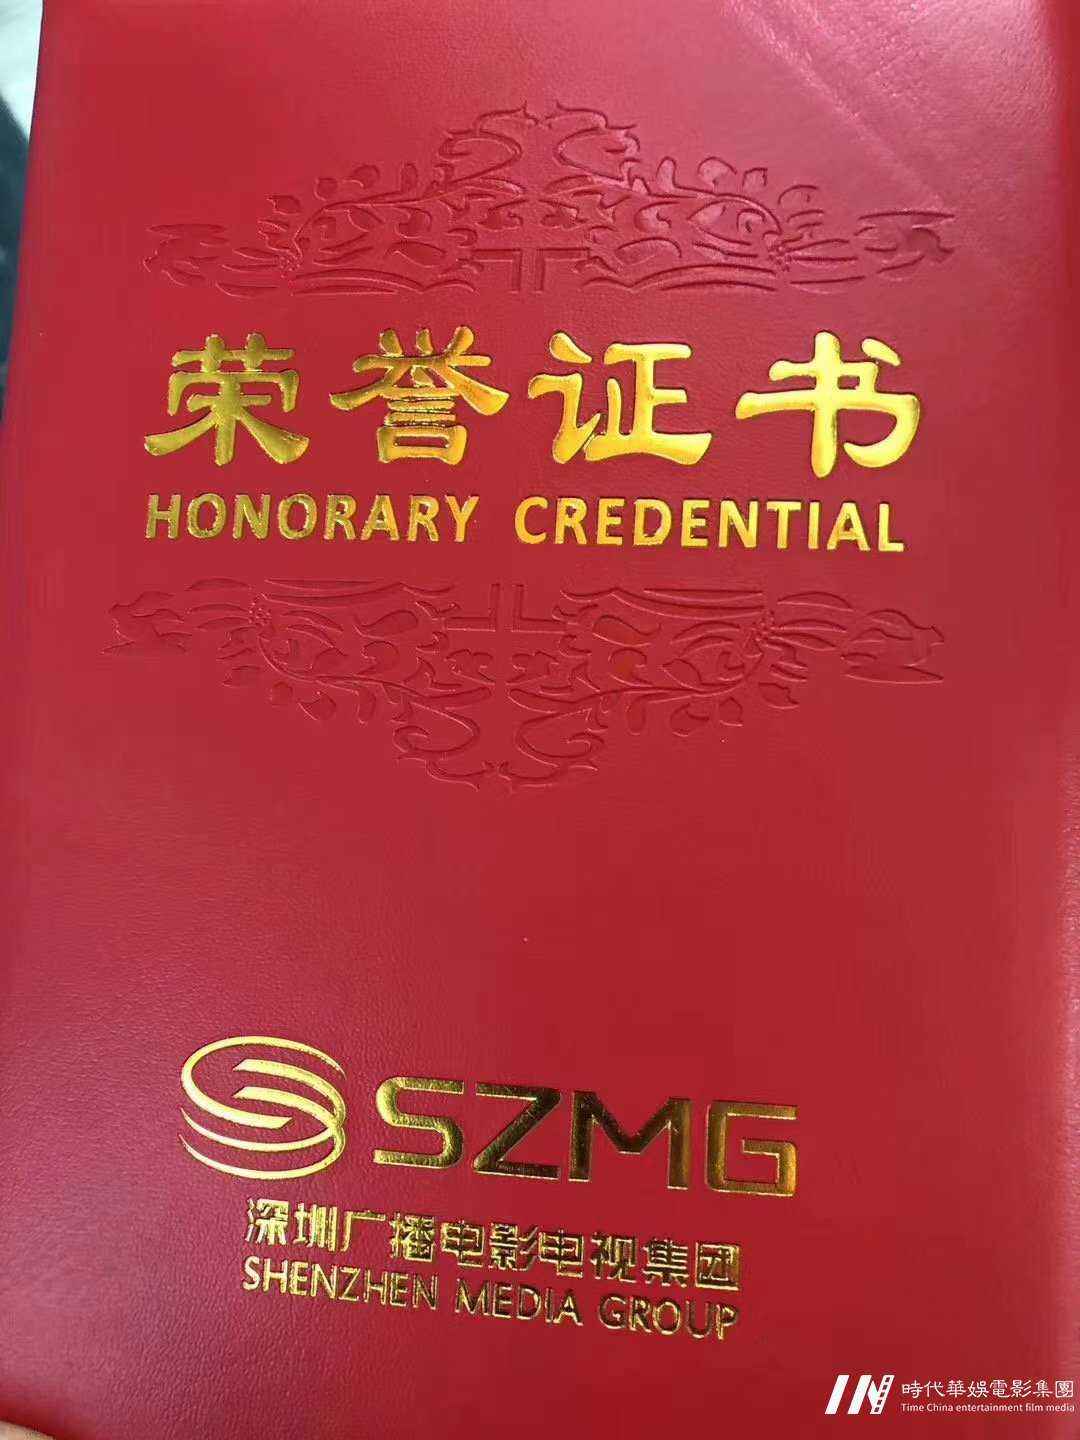 荣誉证书
HONORARY CREDENTIAL
SZMG
深圳广播电影电视集团
SHENZHEN MEDIA GROUP
時代華娛電影集團
Time China entertainment film media